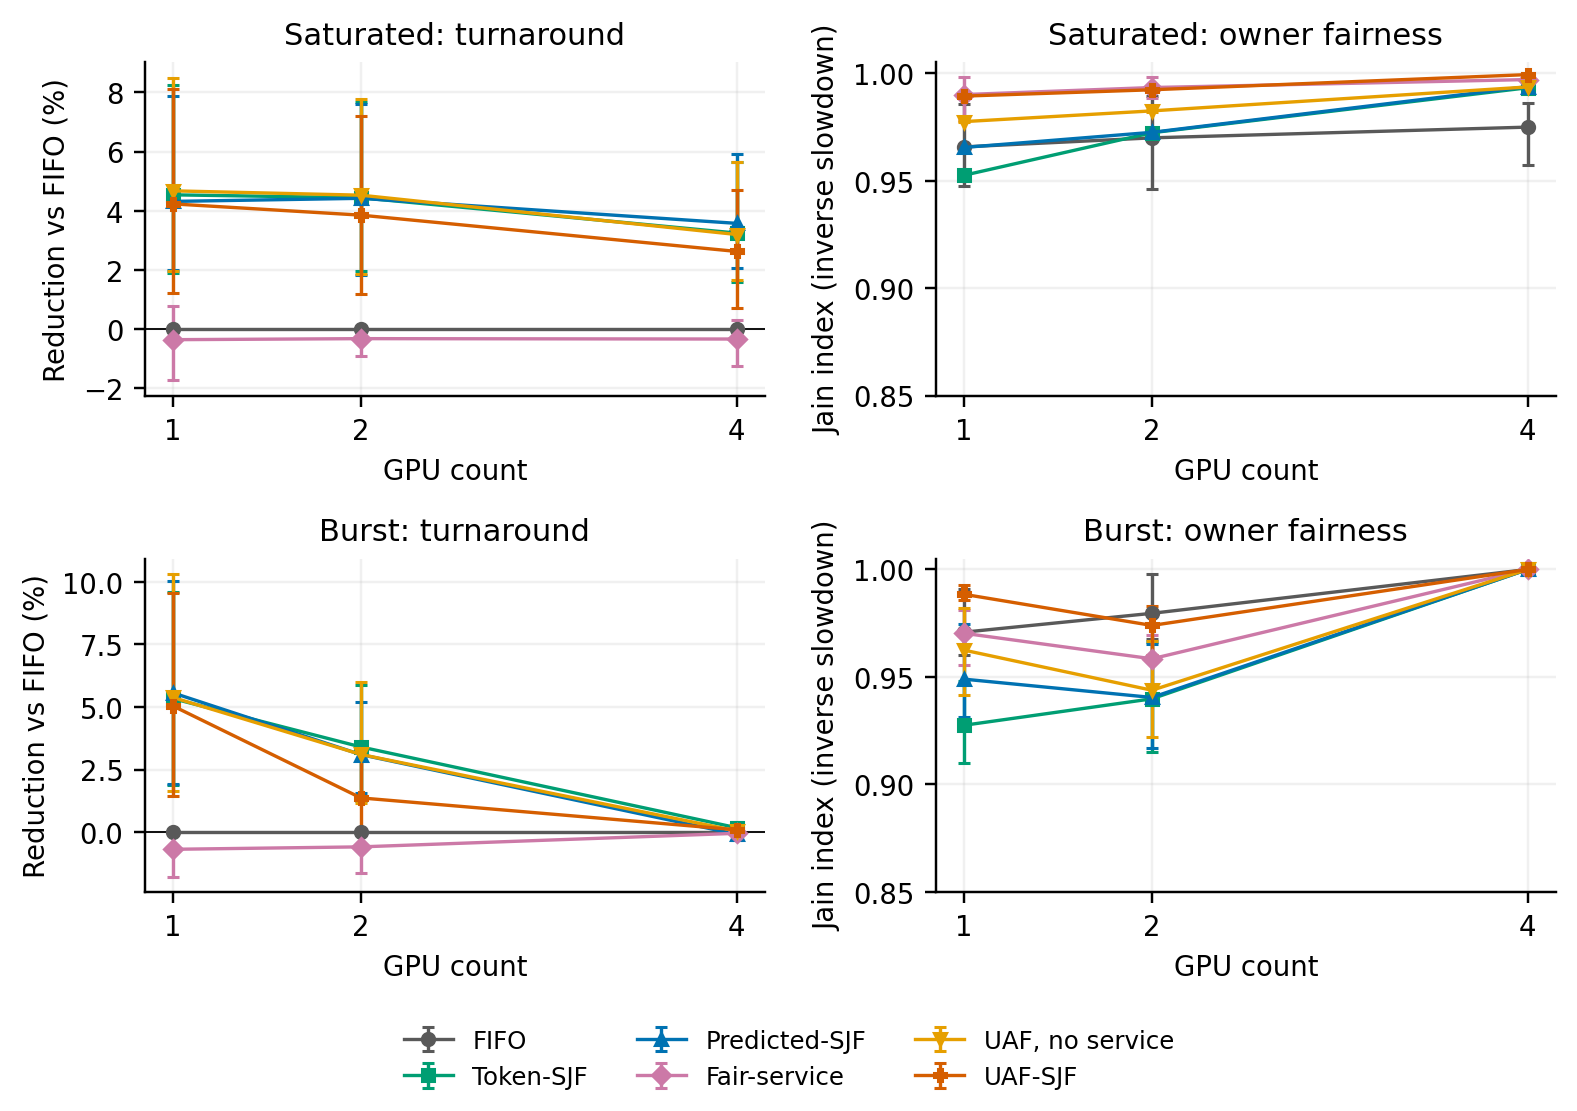 Saturated: turnaround
Reduction vs FIFO (%)
8
6
4
2
0
−2
1
2
4
GPU count
Saturated: owner fairness
Jain index (inverse slowdown)
1.00
0.95
0.90
0.85
1
2
4
GPU count
Burst: turnaround
Reduction vs FIFO (%)
10.0
7.5
5.0
2.5
0.0
1
2
4
GPU count
Burst: owner fairness
Jain index (inverse slowdown)
1.00
0.95
0.90
0.85
1
2
4
GPU count
FIFO
Token-SJF
Predicted-SJF
Fair-service
UAF, no service
UAF-SJF